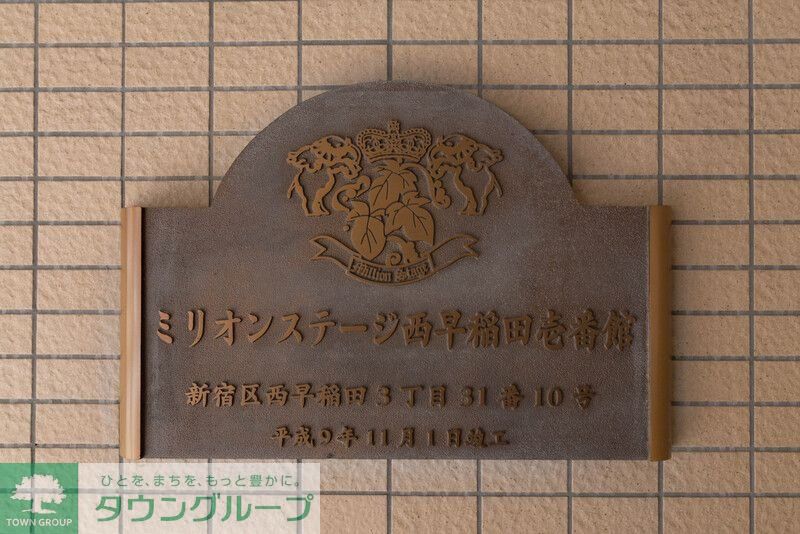 Million Stage
ミリオンステージ西早稲田壱番館
新宿区西早稲田3丁目31番10号
平成9年11月1日竣工
ひとを、まちを、もっと豊かに。
タウングループ
TOWN GROUP